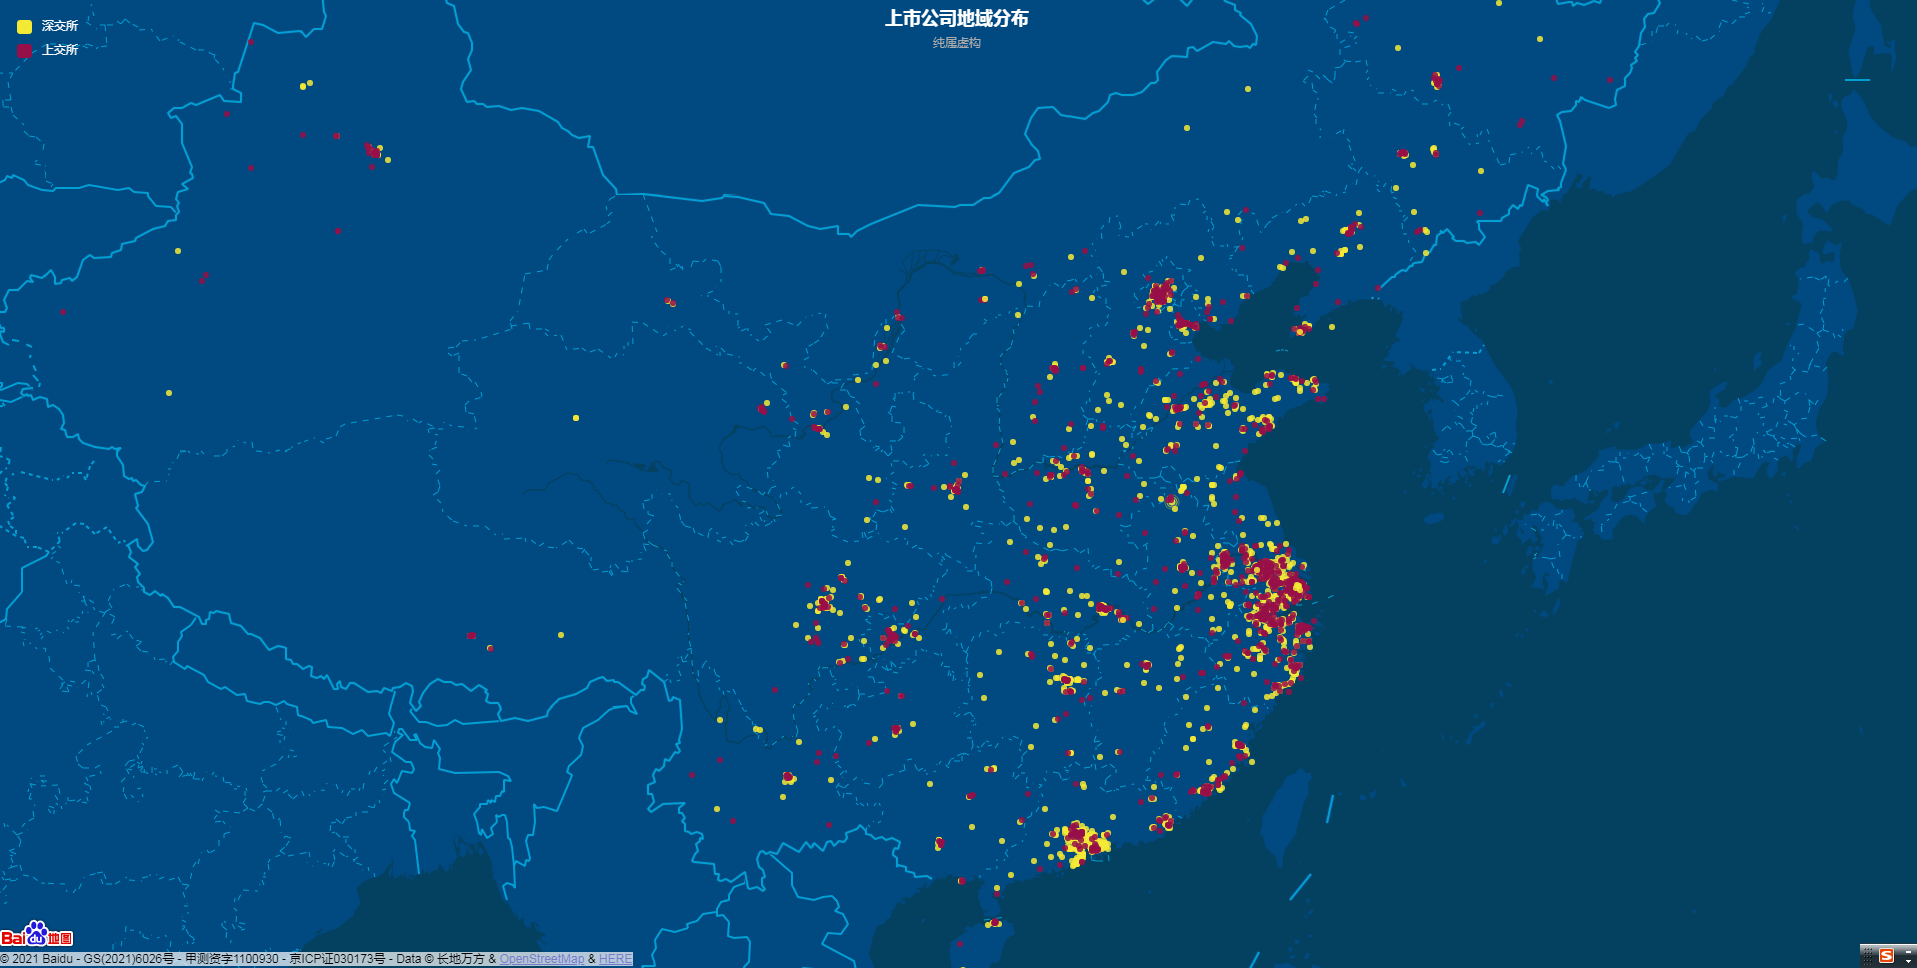 上市公司地域分布
纯属虚构
深交所
上交所
Bai du 地图
© 2021 Baidu - GS(2021)6026号 - 甲测资字1100930 - 京ICP证030173号 - Data © 长地万方 & OpenStreetMap & HERE
S